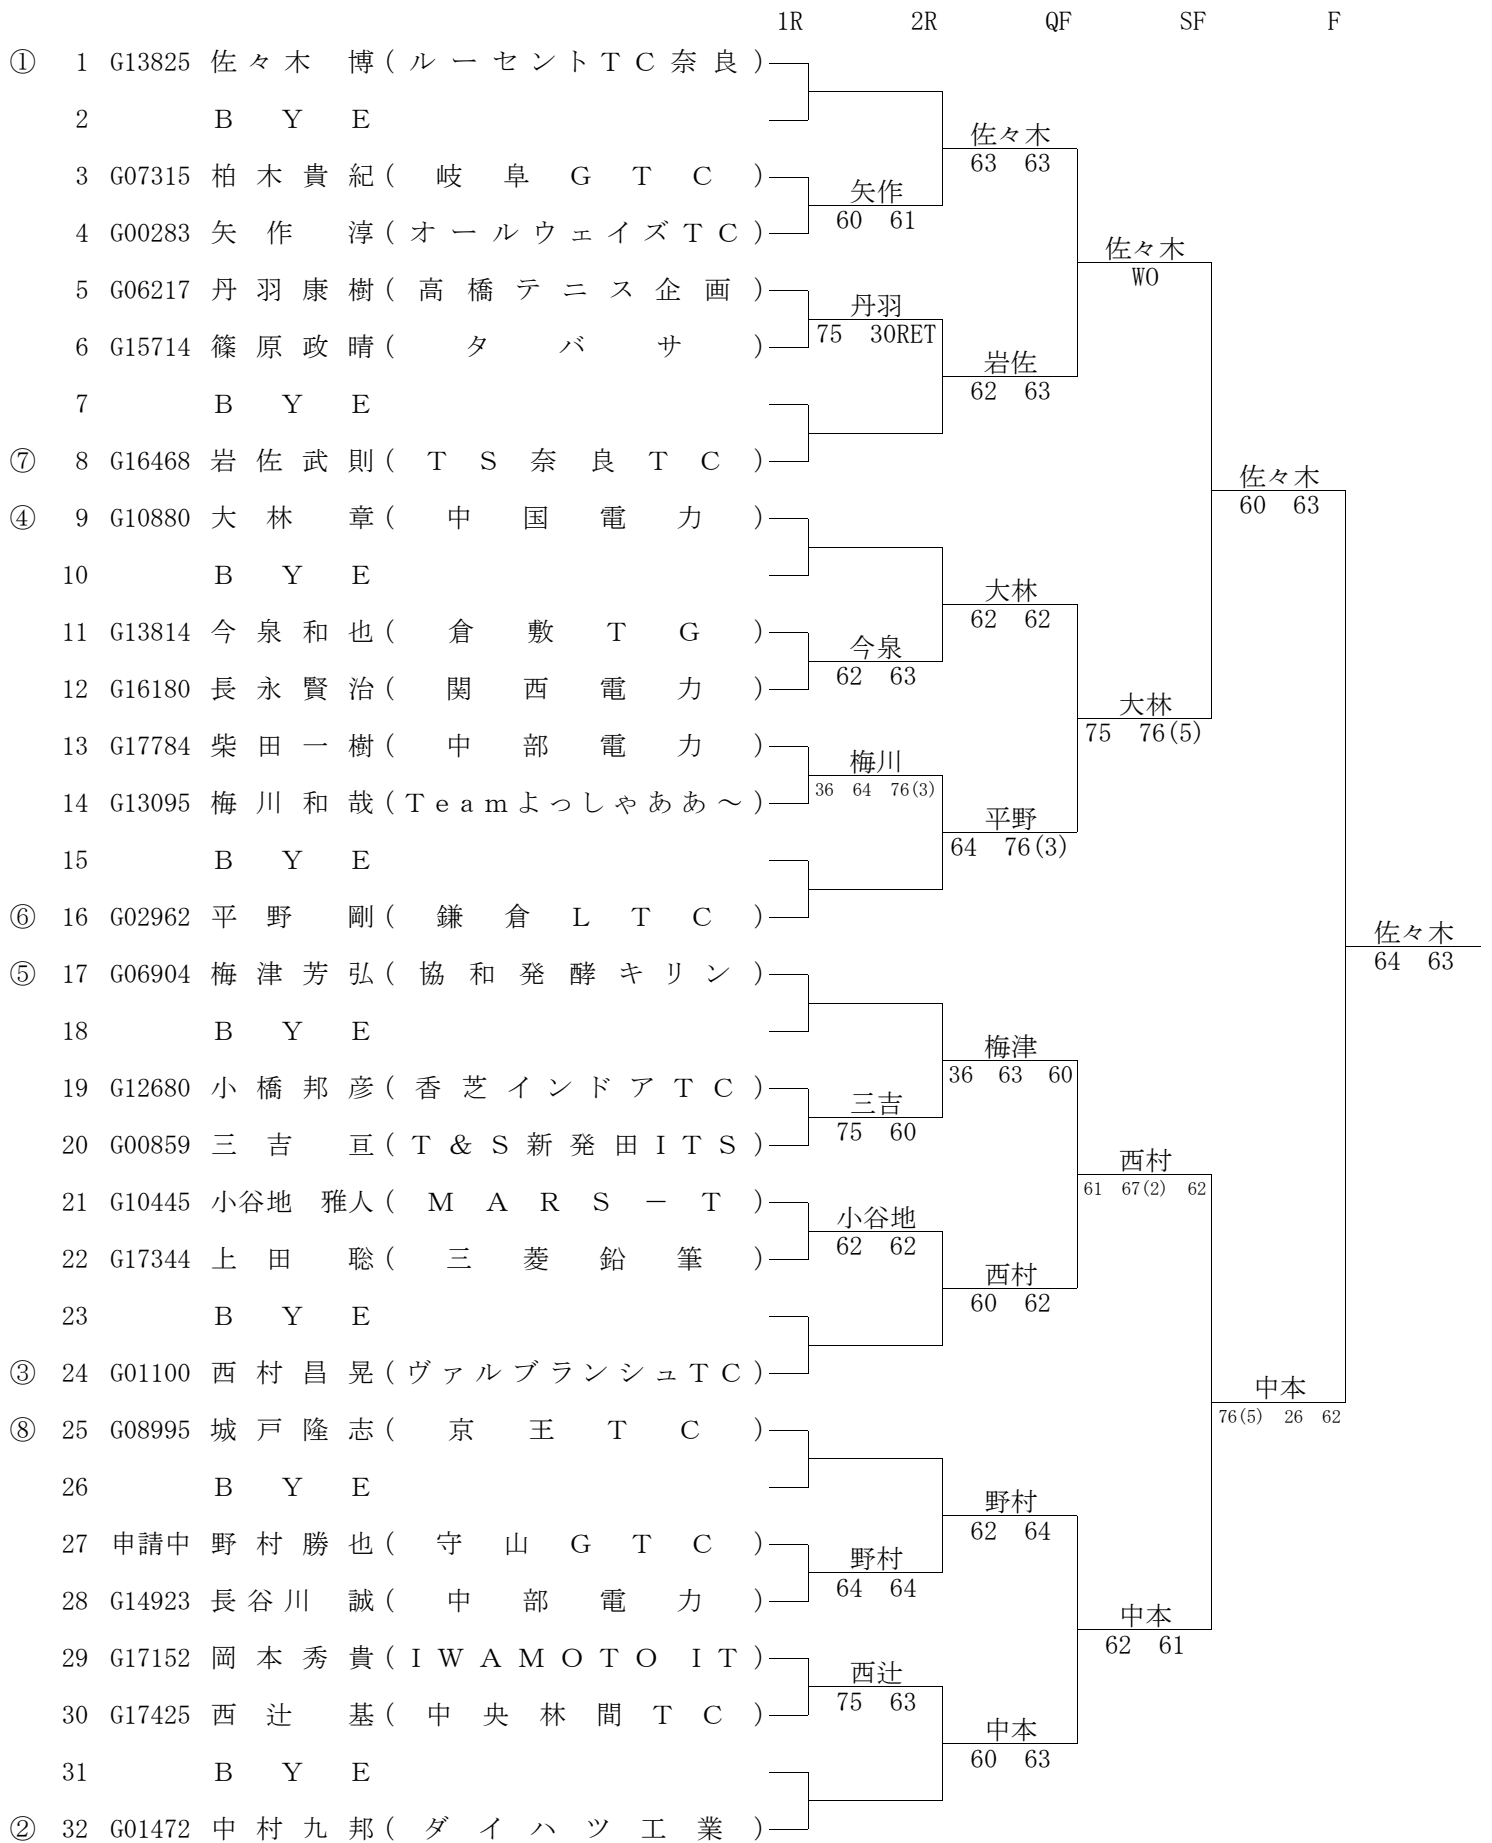 1R 2R QF SF F
① 1 G13825 佐々木 博(ルーセントTC奈良)
2 BYE
佐々木
63 63
3 G07315 柏木貴紀(岐阜GTC)
矢作
60 61
4 G00283 矢作 淳(オールウェイズTC)
佐々木
WO
5 G06217 丹羽康樹(高橋テニス企画)
丹羽
75 30RET
6 G15714 篠原政晴(タバサ)
岩佐
62 63
7 BYE
⑦ 8 G16468 岩佐武則(TS奈良TC)
佐々木
60 63
④ 9 G10880 大林 章(中国電力)
10 BYE
大林
62 62
11 G13814 今泉和也(倉敷TG)
今泉
62 63
12 G16180 長永賢治(関西電力)
大林
75 76(5)
13 G17784 柴田一樹(中部電力)
梅川
36 64 76(3)
14 G13095 梅川和哉(Teamよっしゃああ～)
平野
64 76(3)
15 BYE
⑥ 16 G02962 平野 剛(鎌倉LTC)
佐々木
64 63
⑤ 17 G06904 梅津芳弘(協和発酵キリン)
18 BYE
梅津
36 63 60
19 G12680 小橋邦彦(香芝インドアTC)
三吉
75 60
20 G00859 三吉 亘(T&S新発田ITS)
西村
61 67(2) 62
21 G10445 小谷地 雅人(MARS－T)
小谷地
62 62
22 G17344 上田 聡(三菱鉛筆)
西村
60 62
23 BYE
③ 24 G01100 西村昌晃(ヴァルブランシュTC)
中本
76(5) 26 62
⑧ 25 G08995 城戸隆志(京王TC)
26 BYE
野村
62 64
27 申請中 野村勝也(守山GTC)
野村
64 64
28 G14923 長谷川 誠(中部電力)
中本
62 61
29 G17152 岡本秀貴(IWAMOTO IT)
西辻
75 63
30 G17425 西辻 基(中央林間TC)
中本
60 63
31 BYE
② 32 G01472 中村九邦(ダイハツ工業)